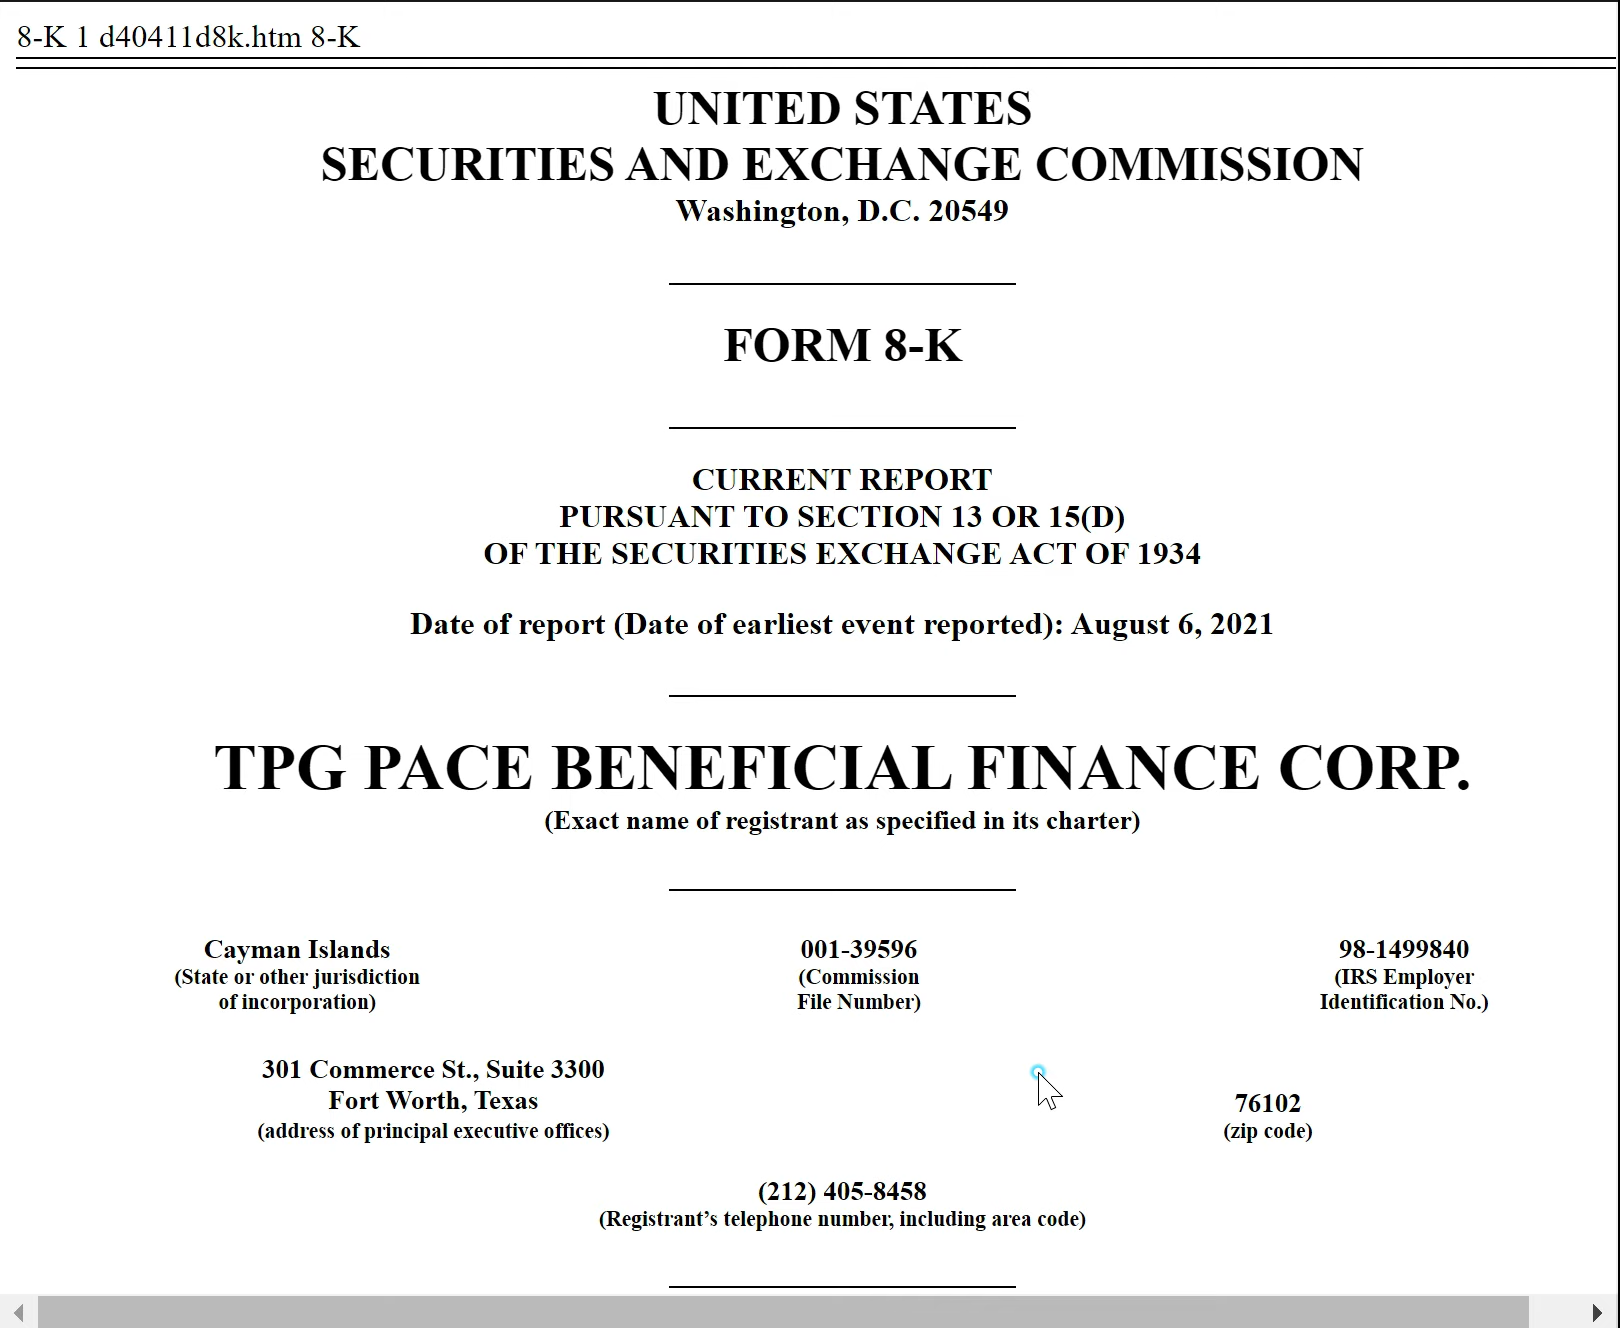 8-K 1 d40411d8k.htm 8-K
UNITED STATES
SECURITIES AND EXCHANGE COMMISSION
Washington, D.C. 20549
FORM 8-K
CURRENT REPORT
PURSUANT TO SECTION 13 OR 15(D)
OF THE SECURITIES EXCHANGE ACT OF 1934
Date of report (Date of earliest event reported): August 6, 2021
TPG PACE BENEFICIAL FINANCE CORP.
(Exact name of registrant as specified in its charter)
Cayman Islands
(State or other jurisdiction
of incorporation)
001-39596
(Commission
File Number)
98-1499840
(IRS Employer
Identification No.)
301 Commerce St., Suite 3300
Fort Worth, Texas
(address of principal executive offices)
76102
(zip code)
(212) 405-8458
(Registrant’s telephone number, including area code)